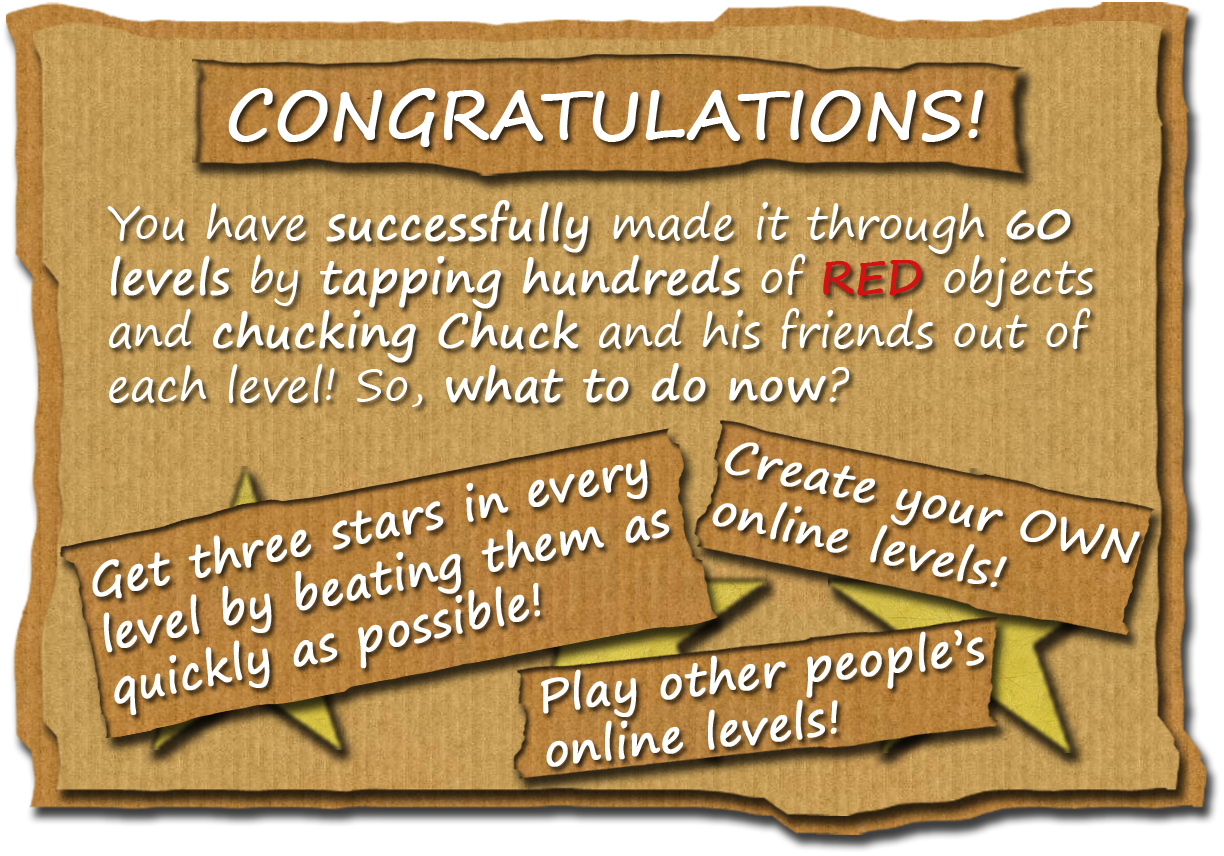 CONGRATULATIONS!
You have successfully made it through 60
levels by tapping hundreds of RED objects
and chucking Chuck and his friends out of
each level! So, what to do now?
Get three stars in every
level by beating them as
quickly as possible!
Create your OWN
online levels!
Play other people's
online levels!